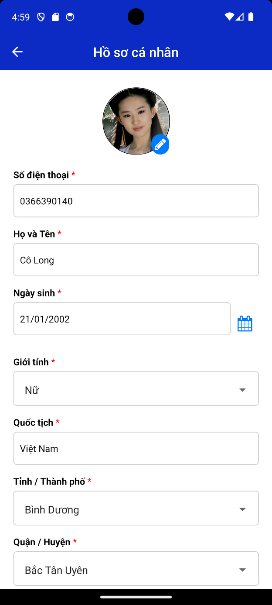 4:59
Hồ sơ cá nhân
Số điện thoại *
0366390140
Họ và Tên *
Cô Long
Ngày sinh *
21/01/2002
Giới tính *
Nữ
Quốc tịch *
Việt Nam
Tỉnh / Thành phố *
Bình Dương
Quận / Huyện *
Bắc Tân Uyên